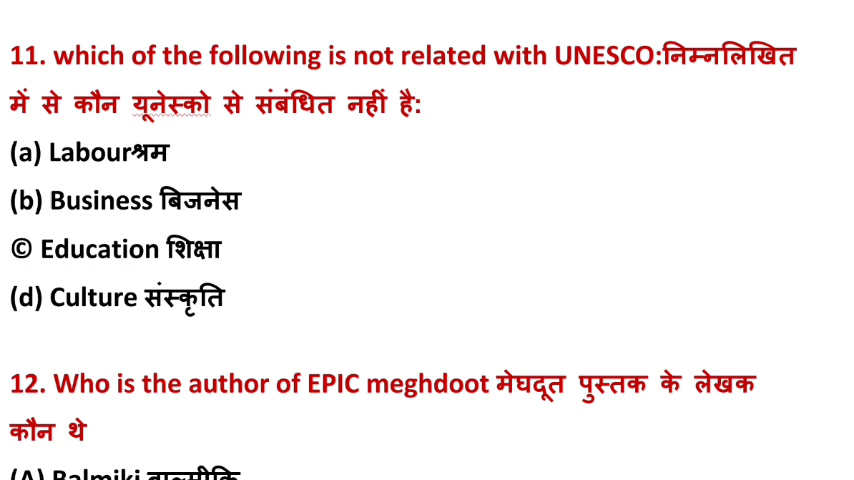 11. which of the following is not related with UNESCO:निम्नलिखित
में से कौन यूनेस्को से संबंधित नहीं है:
(a) Labourश्रम
(b) Business बिजनेस
© Education शिक्षा
(d) Culture संस्कृति
12. Who is the author of EPIC meghdoot मेघदूत पुस्तक के लेखक
कौन थे
(A) Balmiki वाल्मीकि